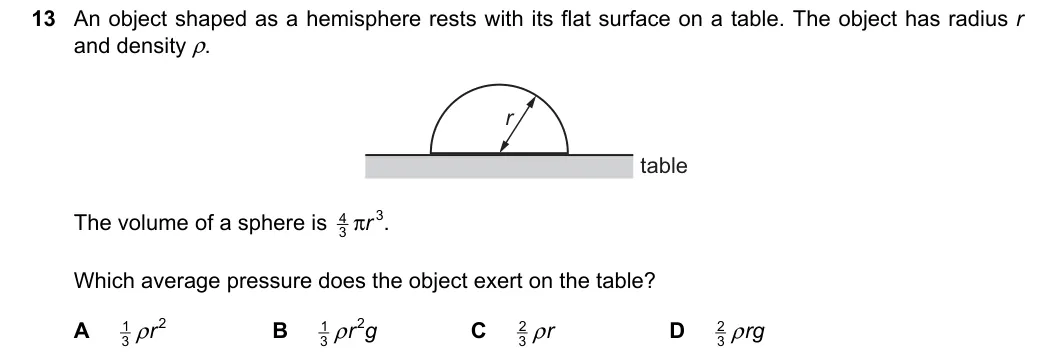 13 An object shaped as a hemisphere rests with its flat surface on a table. The object has radius r
and density ρ.
r
table
The volume of a sphere is 4/3 πr³.
Which average pressure does the object exert on the table?
A 1/3 ρr² B 1/3 ρr²g C 2/3 ρr D 2/3 ρrg